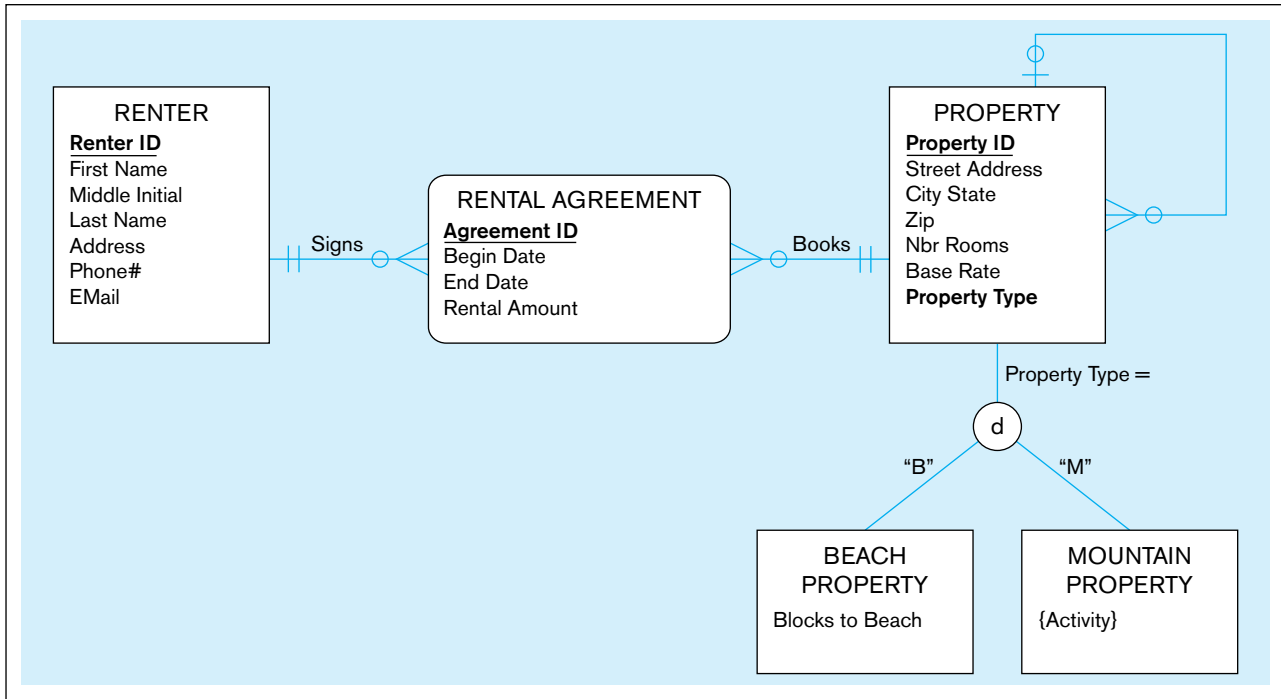 RENTER
Renter ID
First Name
Middle Initial
Last Name
Address
Phone#
EMail
Signs
RENTAL AGREEMENT
Agreement ID
Begin Date
End Date
Rental Amount
Books
PROPERTY
Property ID
Street Address
City State
Zip
Nbr Rooms
Base Rate
Property Type
Property Type =
d
“B”
“M”
BEACH
PROPERTY
Blocks to Beach
MOUNTAIN
PROPERTY
{Activity}